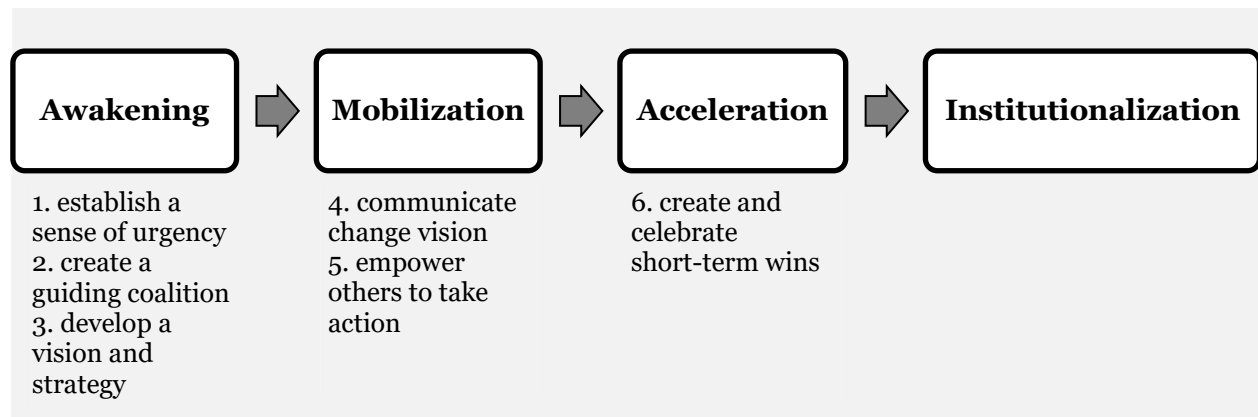 Awakening
Mobilization
Acceleration
Institutionalization
1. establish a
sense of urgency
2. create a
guiding coalition
3. develop a
vision and
strategy
4. communicate
change vision
5. empower
others to take
action
6. create and
celebrate
short-term wins